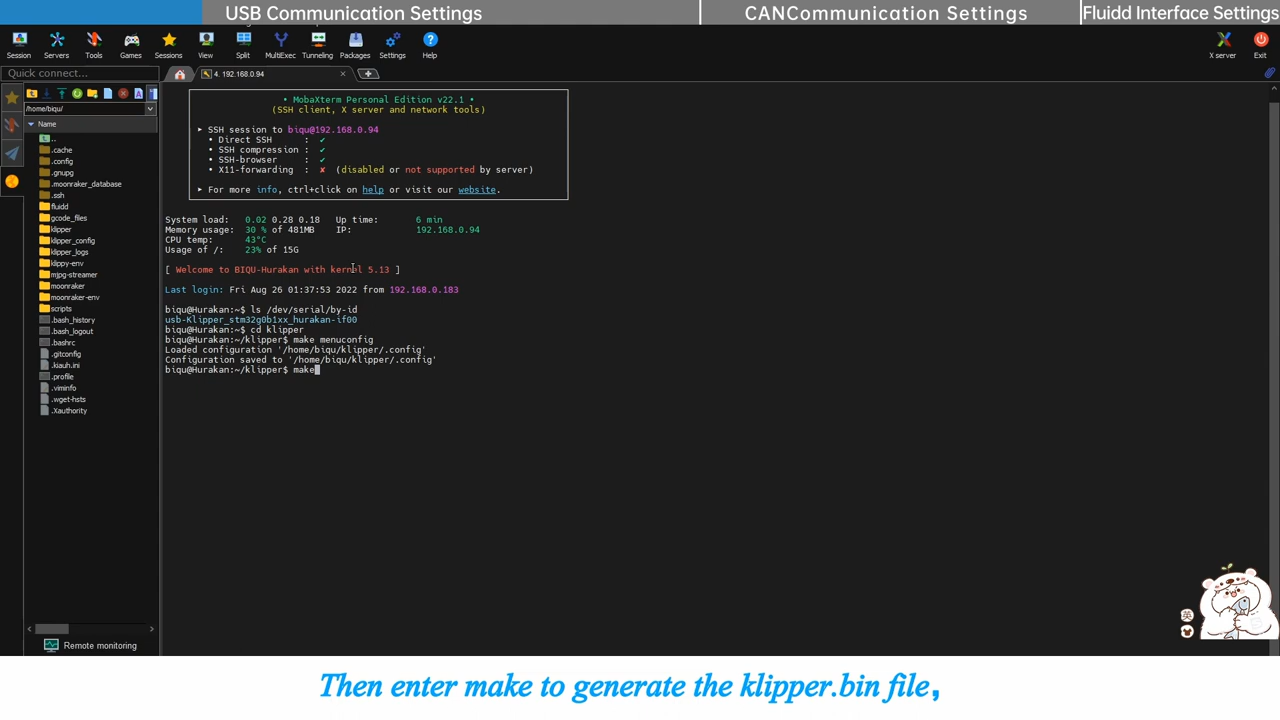 USB Communication Settings
CANCommunication Settings
Fluidd Interface Settings
Session
Servers
Tools
Games
Sessions
View
Split
MultiExec
Tunneling
Packages
Settings
Help
X server
Exit
Quick connect...
4. 192.168.0.94
/home/biqu/
Name
..
.cache
.config
.gnupg
.moonraker_database
.ssh
fluidd
gcode_files
klipper
klipper_config
klipper_logs
klippy-env
mjpg-streamer
moonraker
moonraker-env
scripts
.bash_history
.bash_logout
.bashrc
.gitconfig
.kiauh.ini
.profile
.viminfo
.wget-hsts
.Xauthority
Remote monitoring
• MobaXterm Personal Edition v22.1 •
(SSH client, X server and network tools)
➤ SSH session to biqu@192.168.0.94
• Direct SSH : ✔
• SSH compression : ✔
• SSH-browser : ✔
• X11-forwarding : ✘ (disabled or not supported by server)
➤ For more info, ctrl+click on help or visit our website.
System load: 0.02 0.28 0.18 Up time: 6 min
Memory usage: 30 % of 481MB IP: 192.168.0.94
CPU temp: 43°C
Usage of /: 23% of 15G
[ Welcome to BIQU-Hurakan with kernel 5.13 ]
Last login: Fri Aug 26 01:37:53 2022 from 192.168.0.183
biqu@Hurakan:~$ ls /dev/serial/by-id
usb-Klipper_stm32g0b1xx_hurakan-if00
biqu@Hurakan:~$ cd klipper
biqu@Hurakan:~/klipper$ make menuconfig
Loaded configuration '/home/biqu/klipper/.config'
Configuration saved to '/home/biqu/klipper/.config'
biqu@Hurakan:~/klipper$ make
英
Then enter make to generate the klipper.bin file,